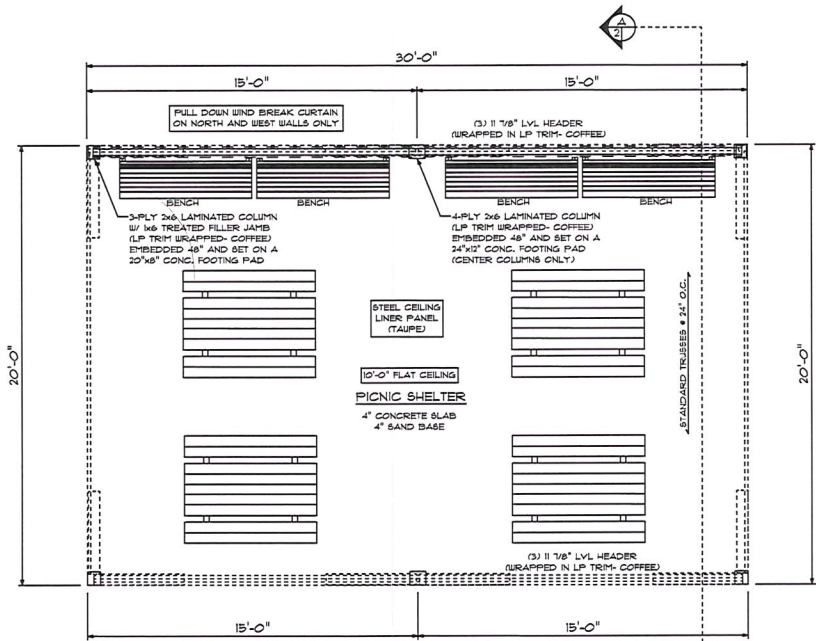 A
2
30'-0"
15'-0"
15'-0"
PULL DOWN WIND BREAK CURTAIN
ON NORTH AND WEST WALLS ONLY
(3) 11 7/8" LVL HEADER
(WRAPPED IN LP TRIM- COFFEE)
BENCH
BENCH
BENCH
BENCH
3-PLY 2x6 LAMINATED COLUMN
W/ 1x6 TREATED FILLER JAMB
(LP TRIM WRAPPED- COFFEE)
EMBEDDED 48" AND SET ON A
20"x8" CONC. FOOTING PAD
4-PLY 2x6 LAMINATED COLUMN
(LP TRIM WRAPPED- COFFEE)
EMBEDDED 48" AND SET ON A
24"x12" CONC. FOOTING PAD
(CENTER COLUMNS ONLY)
20'-0"
STEEL CEILING
LINER PANEL
(TAUPE)
STANDARD TRUSSES @ 24" O.C.
20'-0"
10'-0" FLAT CEILING
PICNIC SHELTER
4" CONCRETE SLAB
4" SAND BASE
(3) 11 7/8" LVL HEADER
(WRAPPED IN LP TRIM- COFFEE)
15'-0"
15'-0"